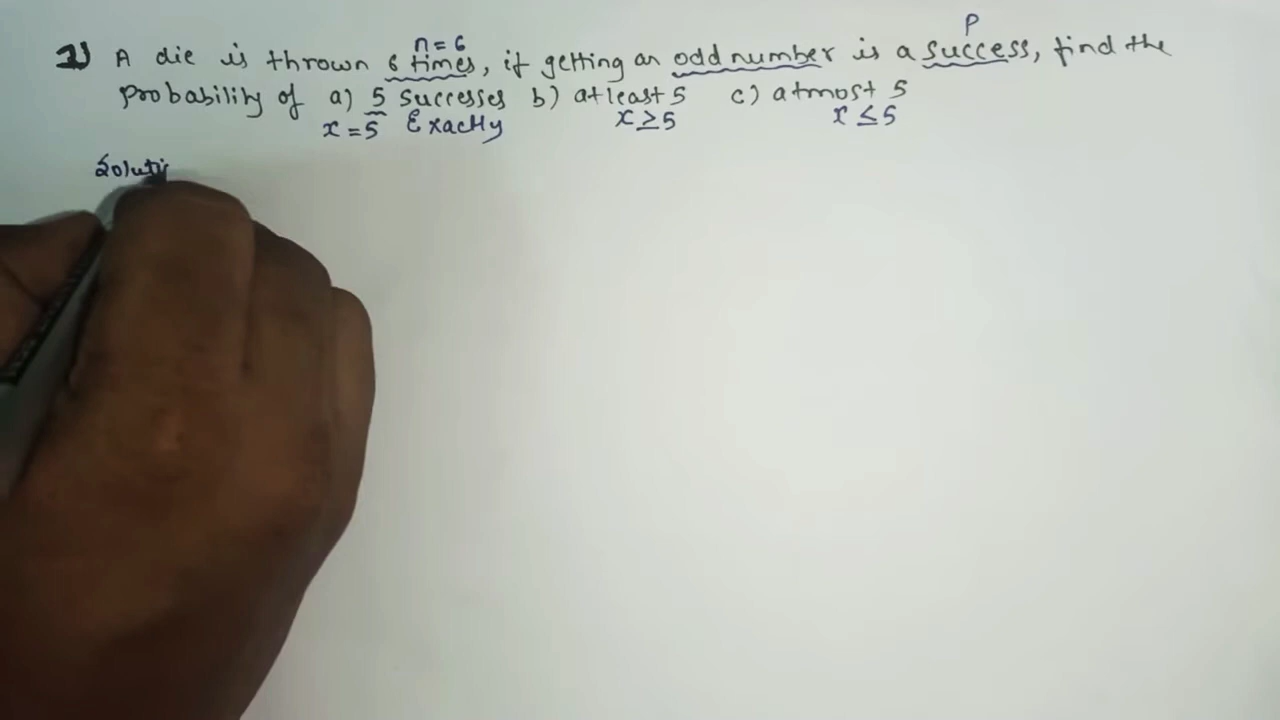 P
n = 6
1) A die is thrown 6 times, if getting an odd number is a success, find the
probability of a) 5 successes b) atleast 5 c) atmost 5
x = 5 Exactly x ≥ 5 x ≤ 5
Soluti